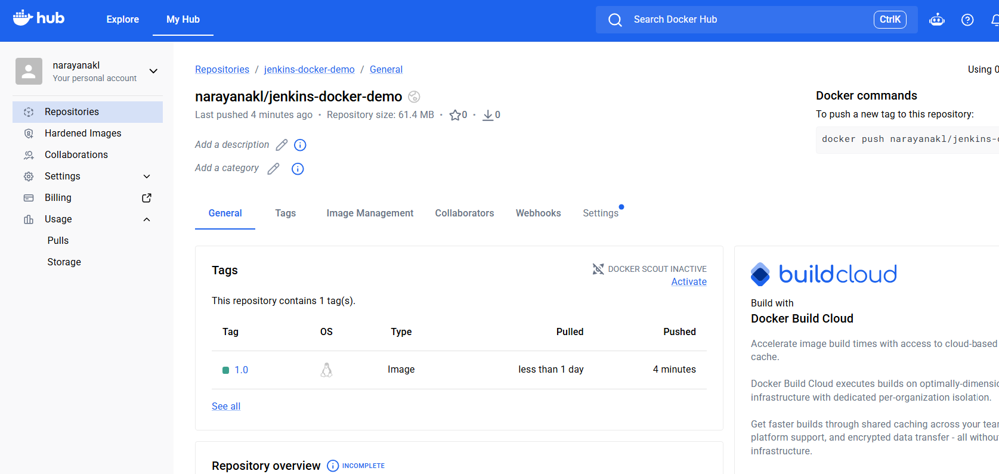 hub
Explore
My Hub
Search Docker Hub
CtrlK
narayanakl
Your personal account
Repositories
Hardened Images
Collaborations
Settings
Billing
Usage
Pulls
Storage
Repositories / jenkins-docker-demo / General
Using 0
narayanakl/jenkins-docker-demo
Last pushed 4 minutes ago • Repository size: 61.4 MB • 0 • 0
Add a description
Add a category
Docker commands
To push a new tag to this repository:
docker push narayanakl/jenkins-
General
Tags
Image Management
Collaborators
Webhooks
Settings
Tags
DOCKER SCOUT INACTIVE
Activate
This repository contains 1 tag(s).
Tag OS Type Pulled Pushed
1.0 Image less than 1 day 4 minutes
See all
Repository overview INCOMPLETE
buildcloud
Build with
Docker Build Cloud
Accelerate image build times with access to cloud-based
cache.
Docker Build Cloud executes builds on optimally-dimensio
infrastructure with dedicated per-organization isolation.
Get faster builds through shared caching across your tea
platform support, and encrypted data transfer - all withou
infrastructure.